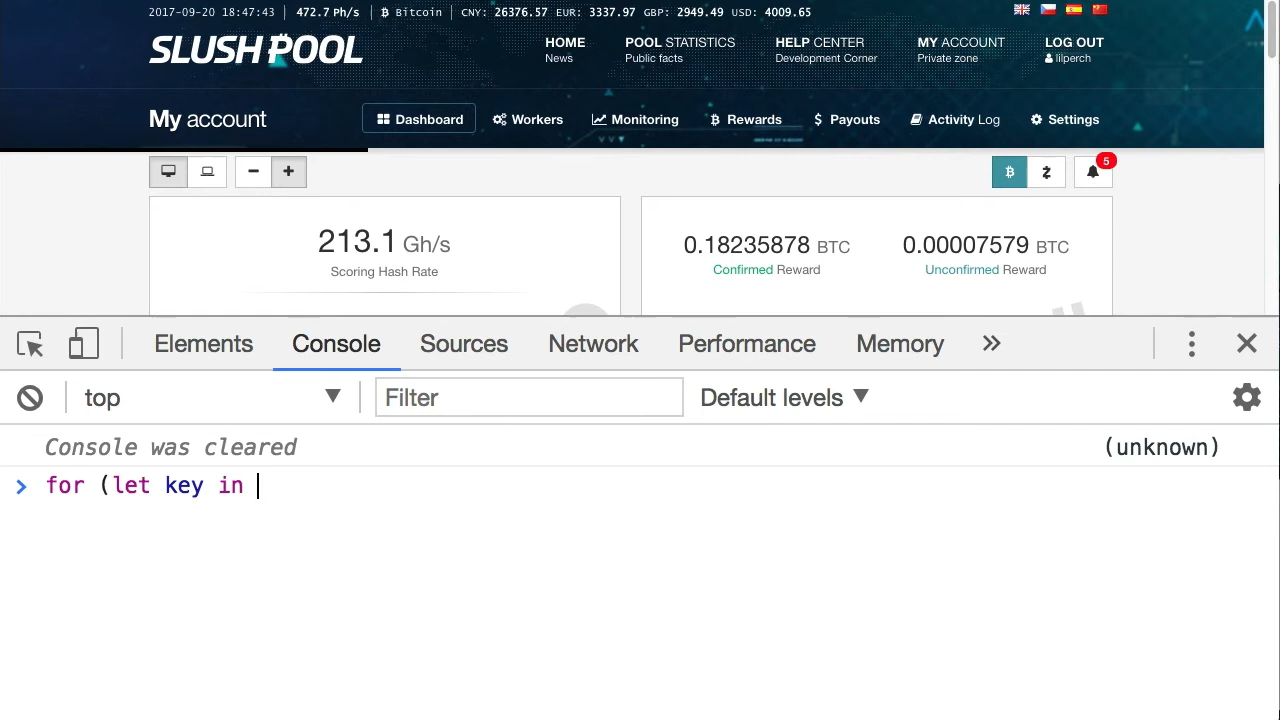 2017-09-20 18:47:43 | 472.7 Ph/s | Bitcoin | CNY: 26376.57 EUR: 3337.97 GBP: 2949.49 USD: 4009.65
SLUSH POOL
HOME POOL STATISTICS HELP CENTER MY ACCOUNT LOG OUT
News Public facts Development Corner Private zone lilperch
My account Dashboard Workers Monitoring Rewards Payouts Activity Log Settings
5
213.1 Gh/s
Scoring Hash Rate
0.18235878 BTC 0.00007579 BTC
Confirmed Reward Unconfirmed Reward
Elements Console Sources Network Performance Memory »
top Filter Default levels
Console was cleared (unknown)
> for (let key in